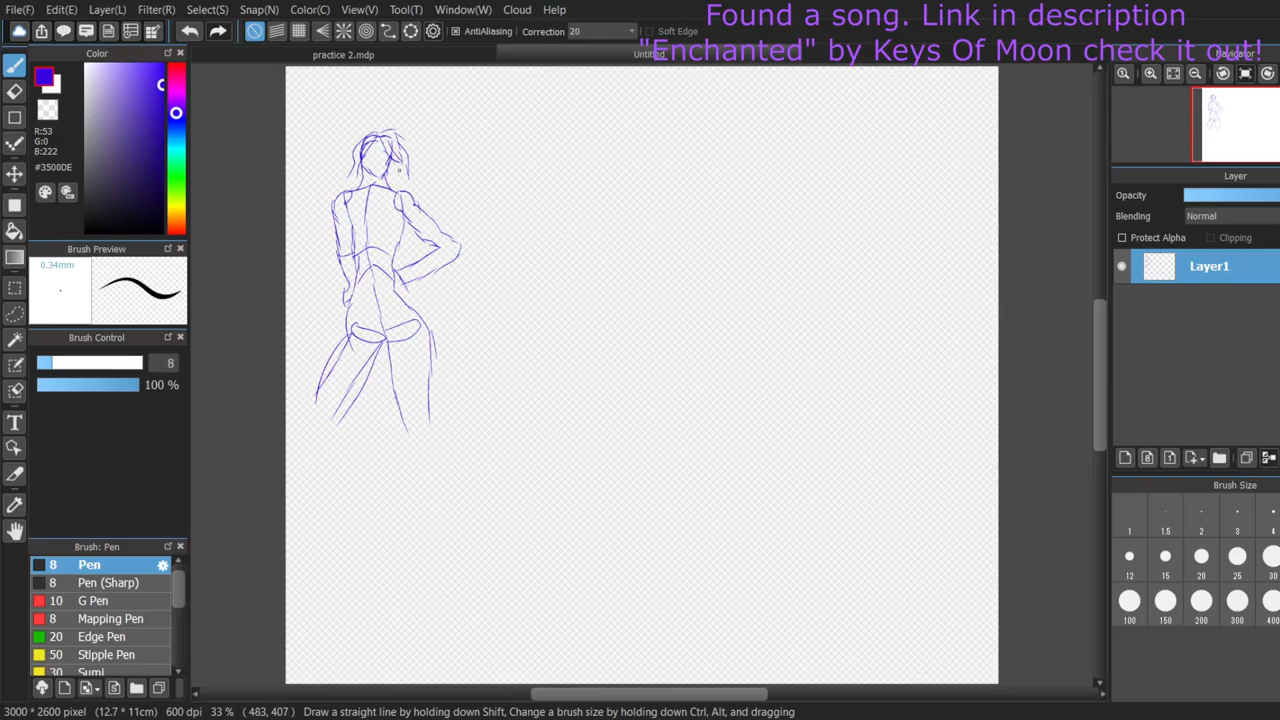 File(F) Edit(E) Layer(L) Filter(R) Select(S) Snap(N) Color(C) View(V) Tool(T) Window(W) Cloud Help
Found a song. Link in description
"Enchanted" by Keys Of Moon check it out!
AntiAliasing Correction 20 Soft Edge
Color
practice 2.mdp
Untitled
Navigator
R:53
G:0
B:222
#3500DE
Layer
Opacity
Blending Normal
Protect Alpha Clipping
Layer1
Brush Preview
0.34mm
Brush Control
8
100 %
Brush: Pen
8 Pen
8 Pen (Sharp)
10 G Pen
8 Mapping Pen
20 Edge Pen
50 Stipple Pen
30 Sumi
Brush Size
1 1.5 2 3 4
12 15 20 25 30
100 150 200 300 400
3000 * 2600 pixel (12.7 * 11cm) 600 dpi 33 % ( 483, 407 ) Draw a straight line by holding down Shift, Change a brush size by holding down Ctrl, Alt, and dragging